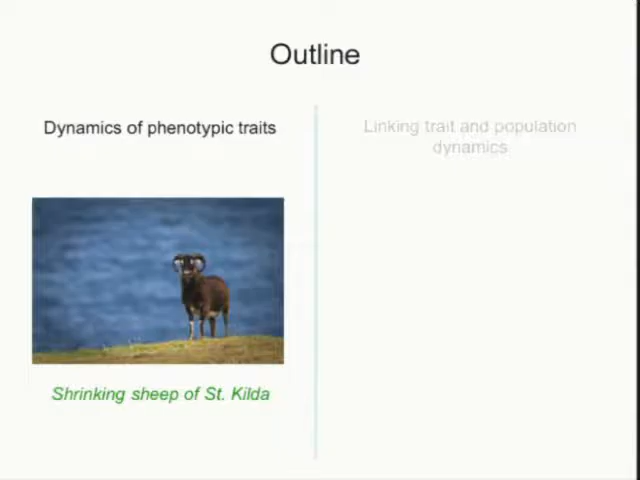 Outline
Dynamics of phenotypic traits
Linking trait and population
dynamics
Shrinking sheep of St. Kilda